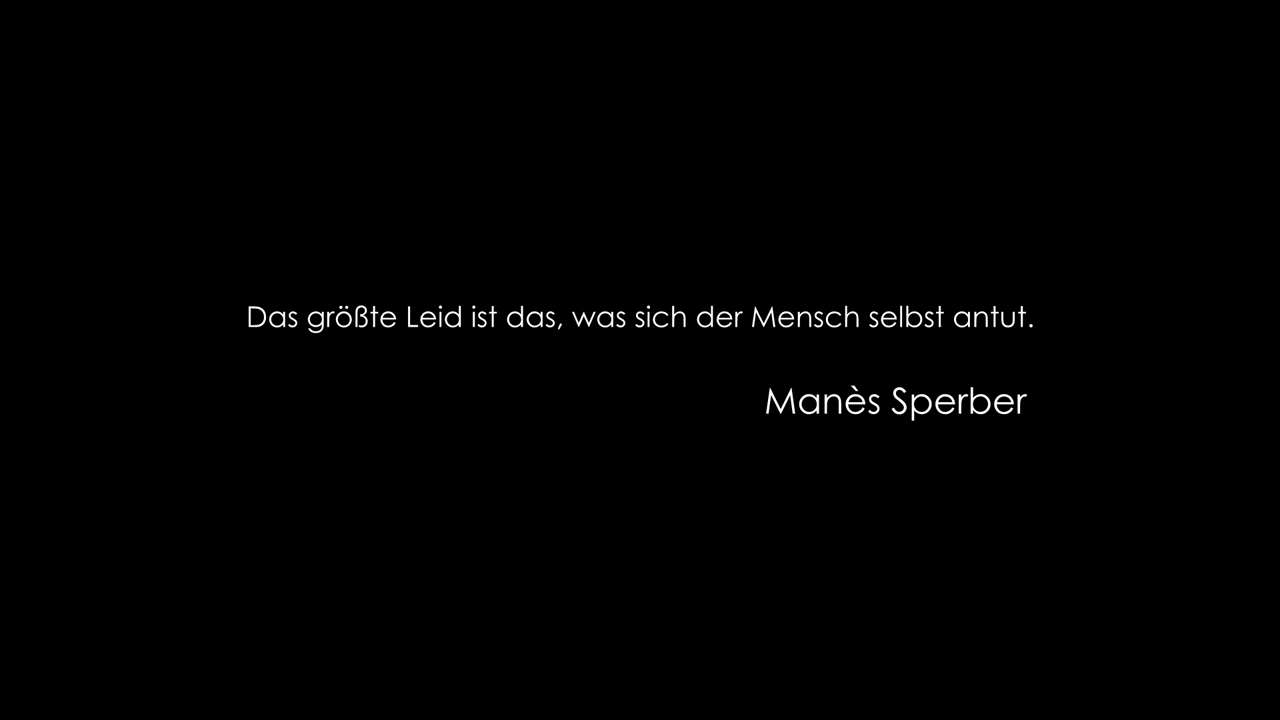 Das größte Leid ist das, was sich der Mensch selbst antut.
Manès Sperber